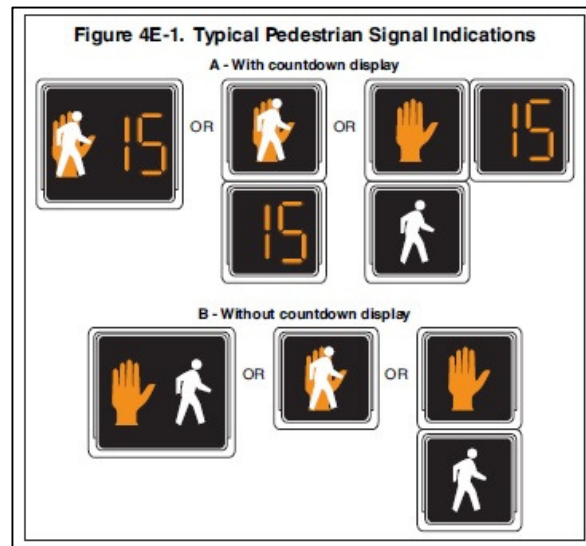 Figure 4E-1. Typical Pedestrian Signal Indications
A - With countdown display
15 OR OR 15
15
B - Without countdown display
OR OR